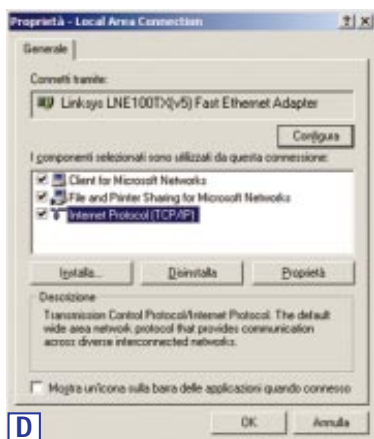 Proprietà - Local Area Connection
Generale
Connetti tramite:
Linksys LNE100TX(v5) Fast Ethernet Adapter
Configura
I componenti selezionati sono utilizzati da questa connessione:
Client for Microsoft Networks
File and Printer Sharing for Microsoft Networks
Internet Protocol (TCP/IP)
Installa... Disinstalla Proprietà
Descrizione
Transmission Control Protocol/Internet Protocol. The default
wide area network protocol that provides communication
across diverse interconnected networks.
Mostra un'icona sulla barra delle applicazioni quando connesso
D
OK Annulla